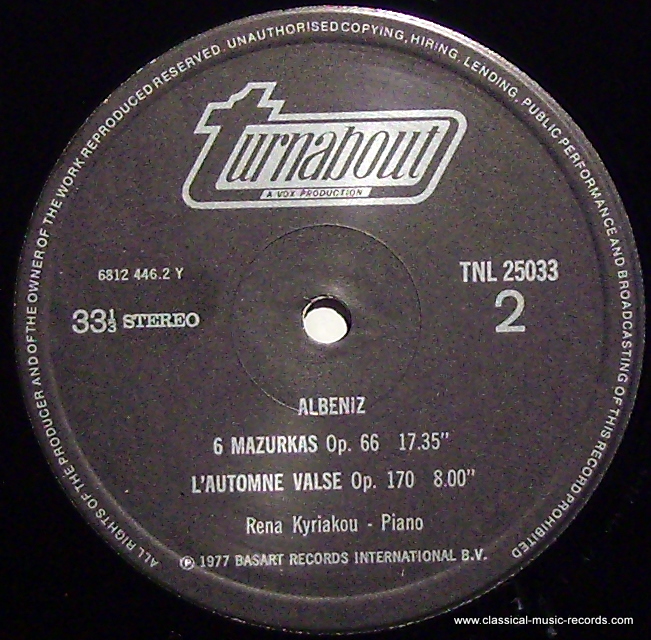 ALL RIGHTS OF THE PRODUCER AND OF THE OWNER OF THE WORK REPRODUCED RESERVED. UNAUTHORISED COPYING, HIRING, LENDING, PUBLIC PERFORMANCE AND BROADCASTING OF THIS RECORD PROHIBITED
turnabout
A VOX PRODUCTION
6812 446.2 Y
TNL 25033
33⅓ STEREO
2
ALBENIZ
6 MAZURKAS Op. 66 17.35"
L'AUTOMNE VALSE Op. 170 8.00"
Rena Kyriakou - Piano
℗ 1977 BASART RECORDS INTERNATIONAL B.V.
www.classical-music-records.com